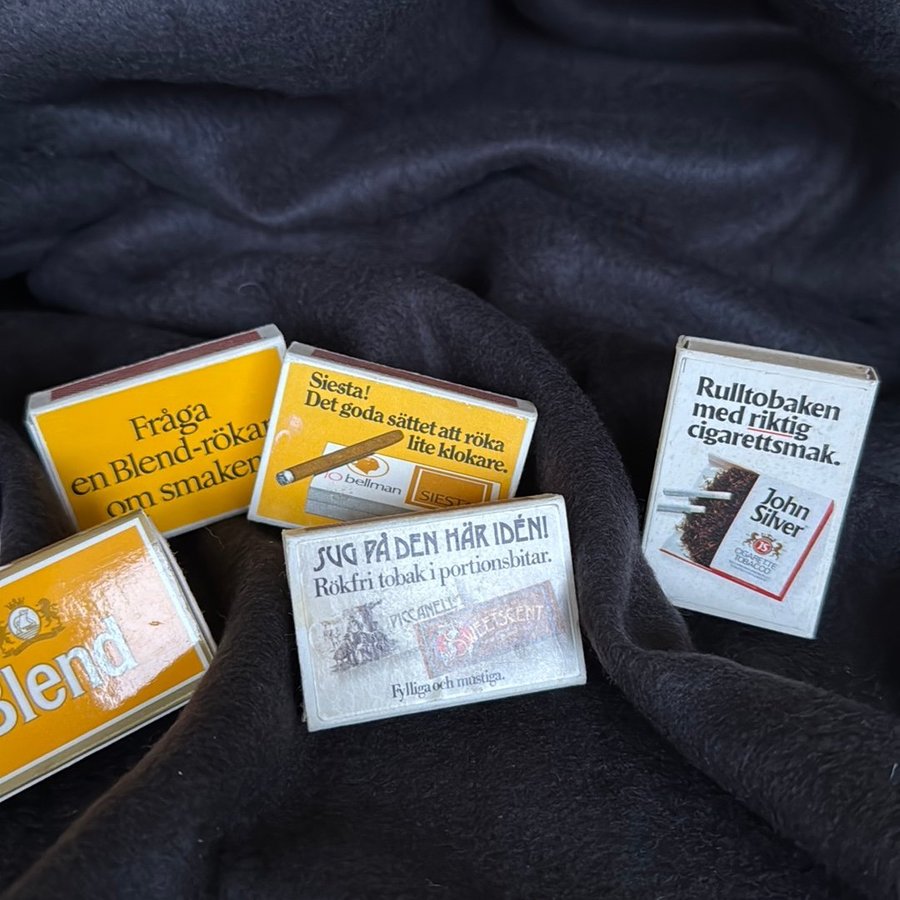 Fråga
en Blend-rökar
om smaken
Siesta!
Det goda sättet att röka
lite klokare.
10 bellman
SIESTA
Rulltobaken
med riktig
cigarettsmak.
John
Silver
JS
CIGARETTE
TOBACCO
Blend
SUG PÅ DEN HÄR IDÉN!
Rökfri tobak i portionsbitar.
PICCANELL
SWEETSCENT
Fylliga och mustiga.